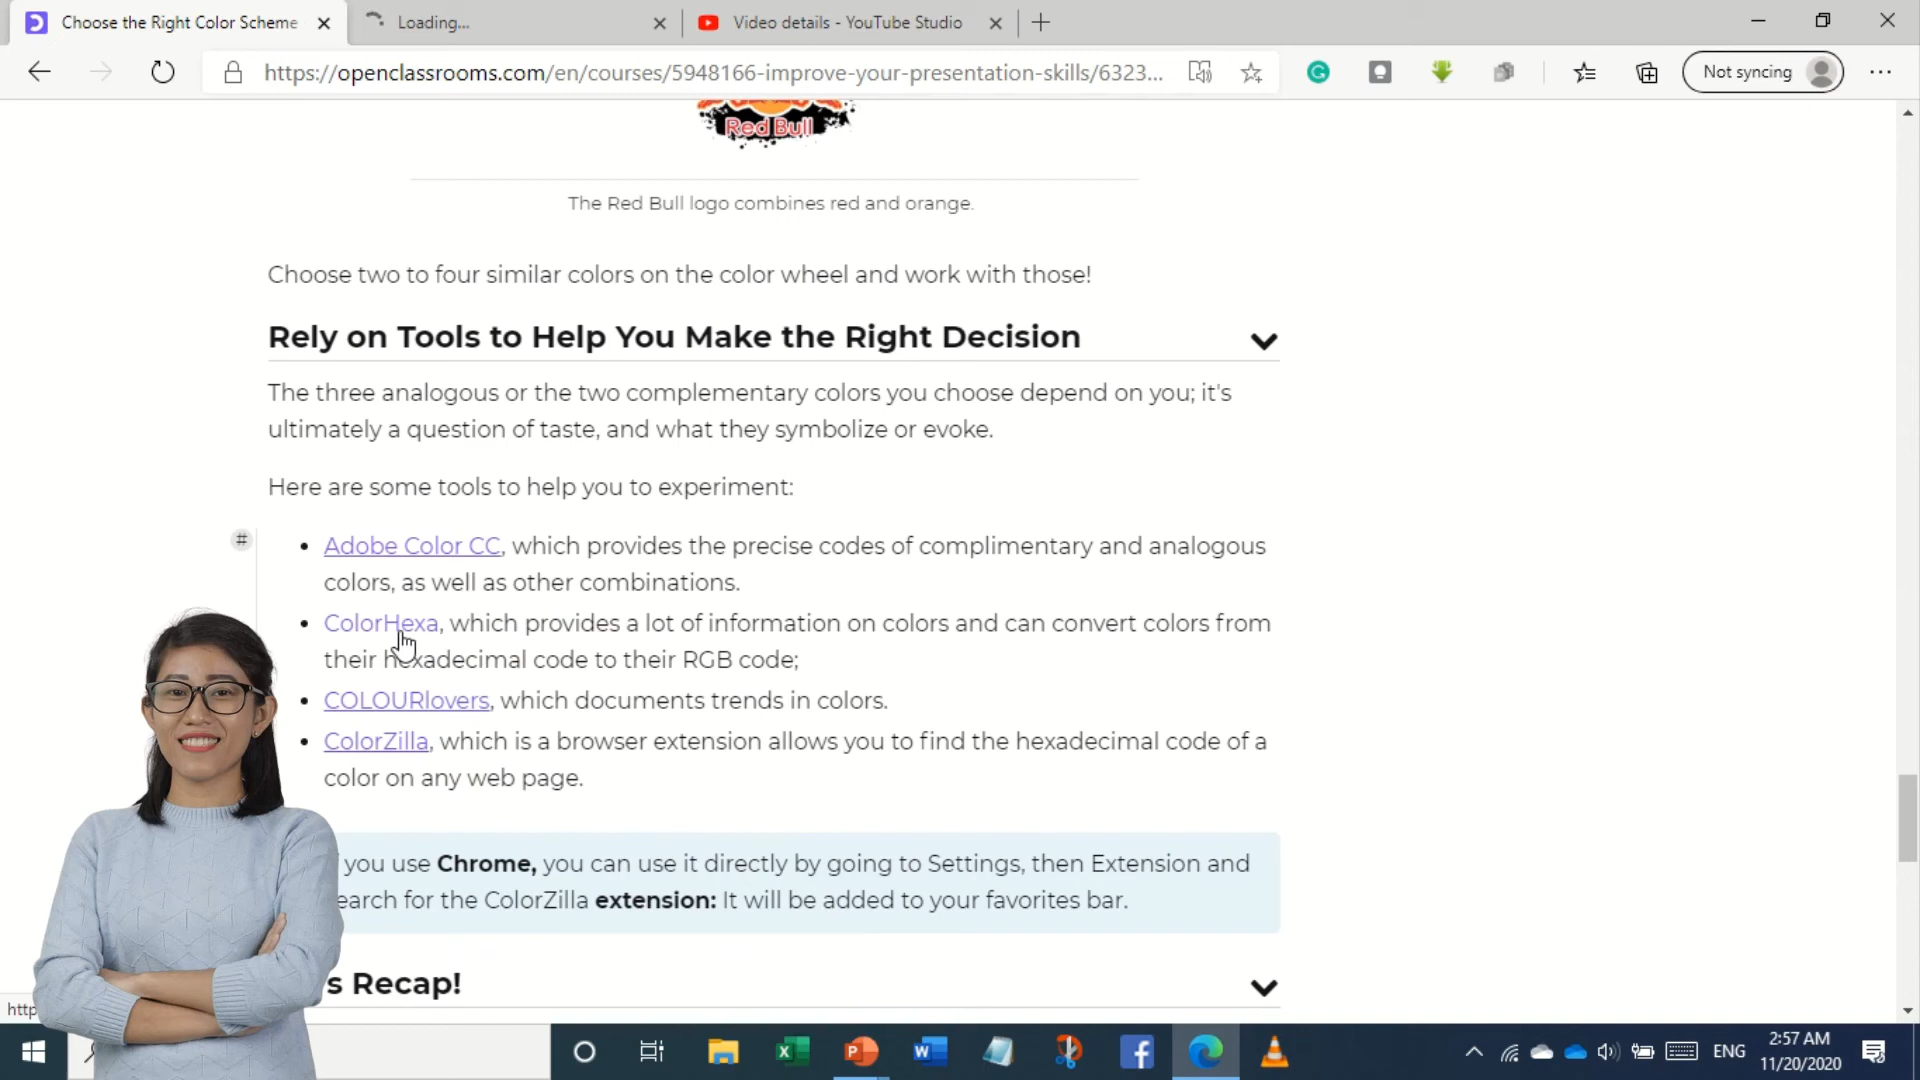 Choose the Right Color Scheme
Loading...
Video details - YouTube Studio
https://openclassrooms.com/en/courses/5948166-improve-your-presentation-skills/6323...
Not syncing
Red Bull
The Red Bull logo combines red and orange.
Choose two to four similar colors on the color wheel and work with those!
Rely on Tools to Help You Make the Right Decision
The three analogous or the two complementary colors you choose depend on you; it's
ultimately a question of taste, and what they symbolize or evoke.
Here are some tools to help you to experiment:
#
• Adobe Color CC, which provides the precise codes of complimentary and analogous
colors, as well as other combinations.
• ColorHexa, which provides a lot of information on colors and can convert colors from
their hexadecimal code to their RGB code;
• COLOURlovers, which documents trends in colors.
• ColorZilla, which is a browser extension allows you to find the hexadecimal code of a
color on any web page.
you use Chrome, you can use it directly by going to Settings, then Extension and
earch for the ColorZilla extension: It will be added to your favorites bar.
s Recap!
http
ENG
2:57 AM
11/20/2020